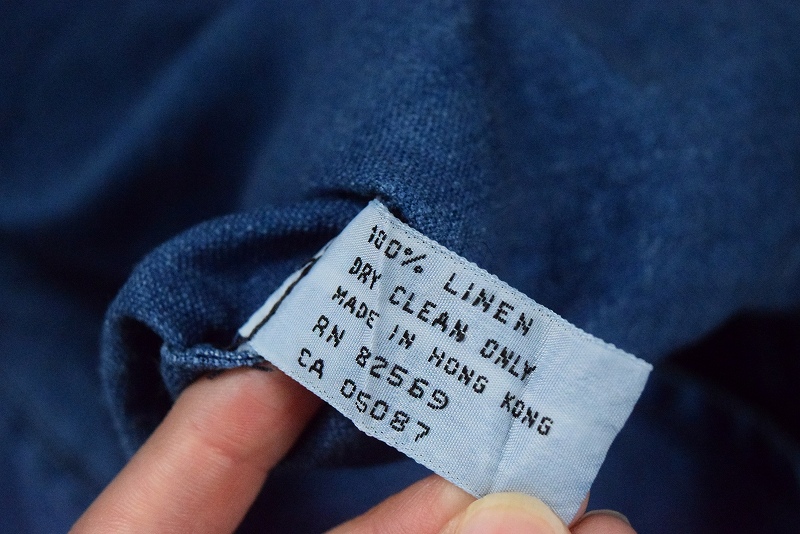 100% LINEN
DRY CLEAN ONLY
MADE IN HONG KONG
RN 82569
CA 05087